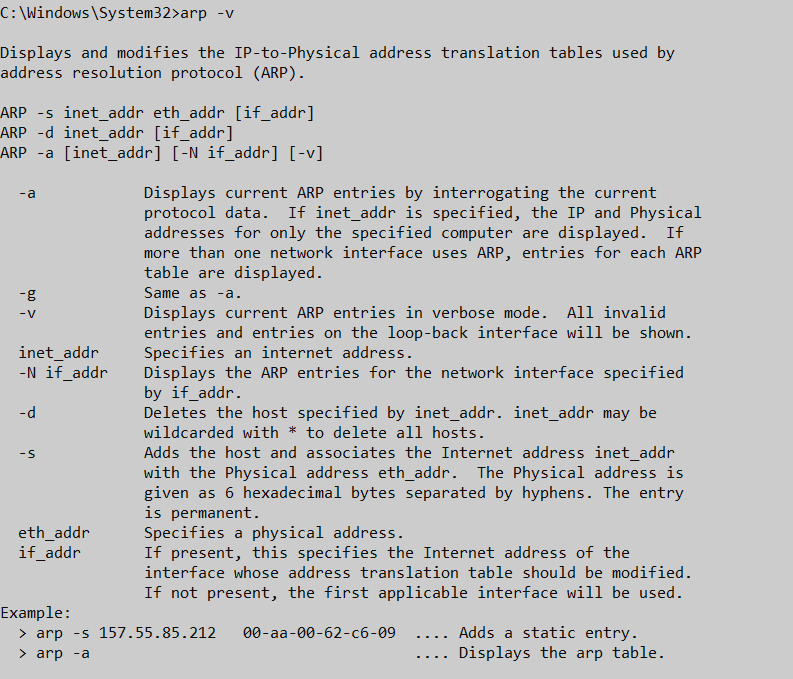 C:\Windows\System32>arp -v

Displays and modifies the IP-to-Physical address translation tables used by
address resolution protocol (ARP).

ARP -s inet_addr eth_addr [if_addr]
ARP -d inet_addr [if_addr]
ARP -a [inet_addr] [-N if_addr] [-v]

  -a            Displays current ARP entries by interrogating the current
                protocol data.  If inet_addr is specified, the IP and Physical
                addresses for only the specified computer are displayed.  If
                more than one network interface uses ARP, entries for each ARP
                table are displayed.
  -g            Same as -a.
  -v            Displays current ARP entries in verbose mode.  All invalid
                entries and entries on the loop-back interface will be shown.
  inet_addr     Specifies an internet address.
  -N if_addr    Displays the ARP entries for the network interface specified
                by if_addr.
  -d            Deletes the host specified by inet_addr. inet_addr may be
                wildcarded with * to delete all hosts.
  -s            Adds the host and associates the Internet address inet_addr
                with the Physical address eth_addr.  The Physical address is
                given as 6 hexadecimal bytes separated by hyphens. The entry
                is permanent.
  eth_addr      Specifies a physical address.
  if_addr       If present, this specifies the Internet address of the
                interface whose address translation table should be modified.
                If not present, the first applicable interface will be used.
Example:
  > arp -s 157.55.85.212   00-aa-00-62-c6-09  .... Adds a static entry.
  > arp -a                                    .... Displays the arp table.